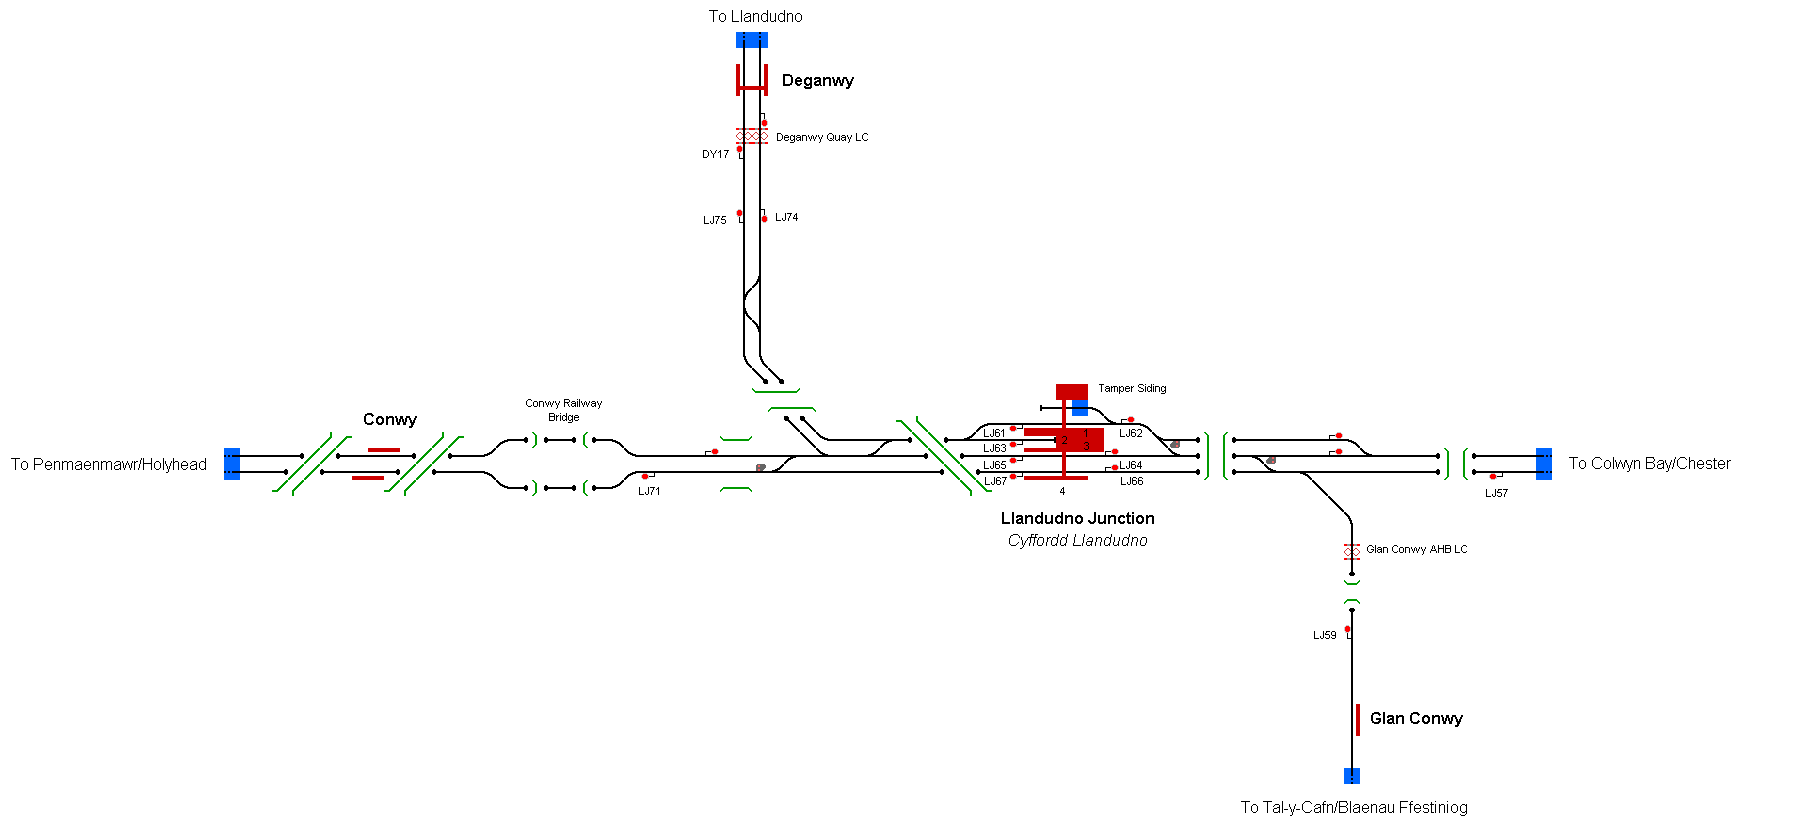 To Llandudno
Deganwy
Deganwy Quay LC
DY17
LJ75
LJ74
Tamper Siding
Conwy Railway
Bridge
Conwy
LJ61
1
LJ62
2
LJ63
3
To Penmaenmawr/Holyhead
LJ65
LJ64
To Colwyn Bay/Chester
LJ67
LJ66
LJ71
4
LJ57
Llandudno Junction
Cyffordd Llandudno
Glan Conwy AHB LC
LJ59
Glan Conwy
To Tal-y-Cafn/Blaenau Ffestiniog